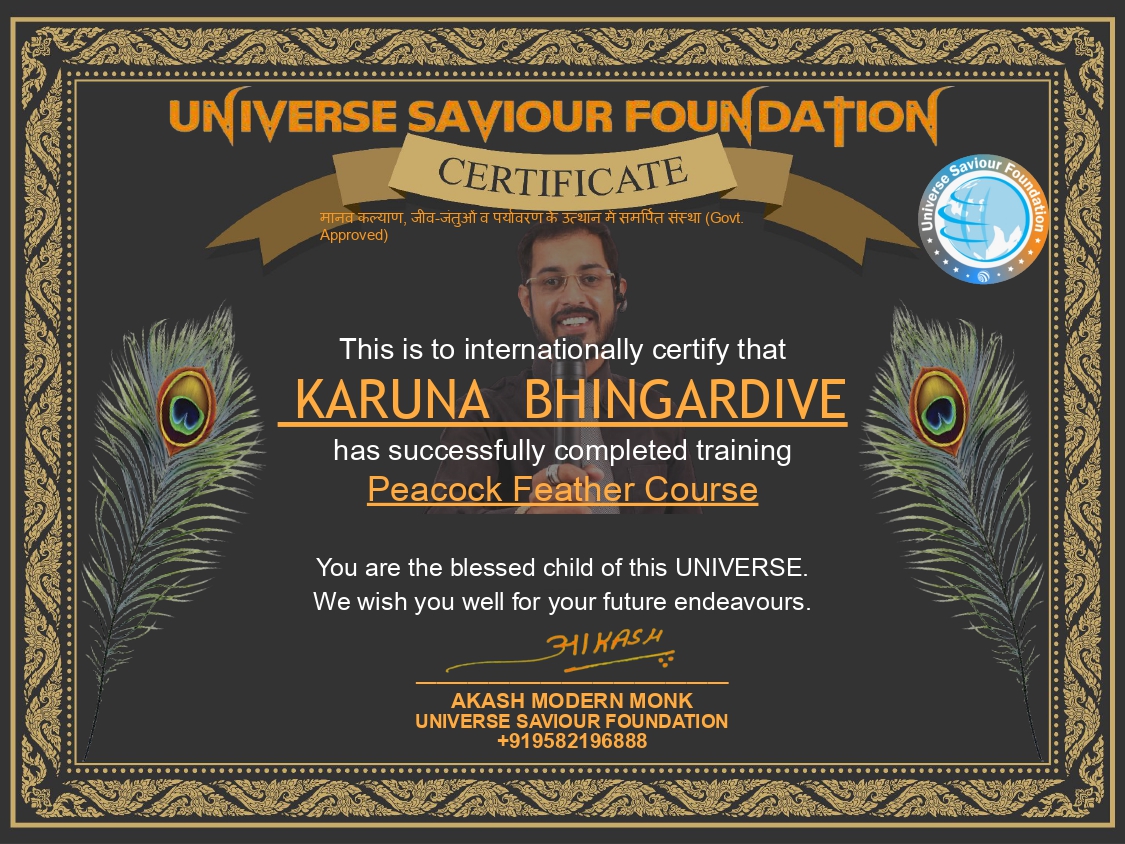 UNIVERSE SAVIOUR FOUNDATION
CERTIFICATE
मानव कल्याण, जीव-जंतुओं व पर्यावरण के उत्थान में समर्पित संस्था (Govt.
Approved)
Universe Saviour Foundation
This is to internationally certify that
KARUNA BHINGARDIVE
has successfully completed training
Peacock Feather Course
You are the blessed child of this UNIVERSE.
We wish you well for your future endeavours.
आКАSH
AKASH MODERN MONK
UNIVERSE SAVIOUR FOUNDATION
+919582196888